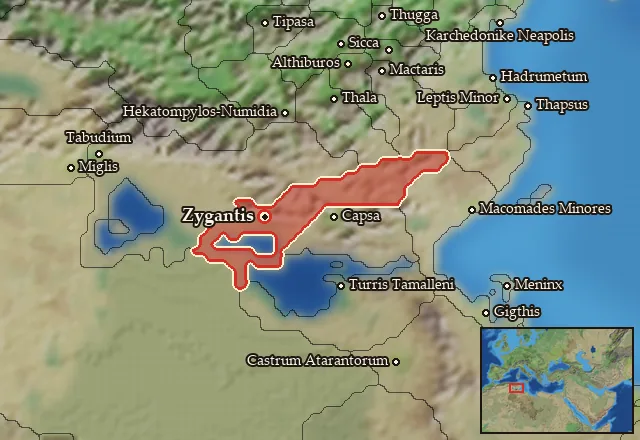 Tipasa
Thugga
Karchedonike Neapolis
Sicca
Althiburos
Mactaris
Hadrumetum
Thala
Leptis Minor
Thapsus
Hekatompylos-Numidia
Tabudium
Miglis
Zygantis
Capsa
Macomades Minores
Turris Tamalleni
Meninx
Gigthis
Castrum Atarantorum